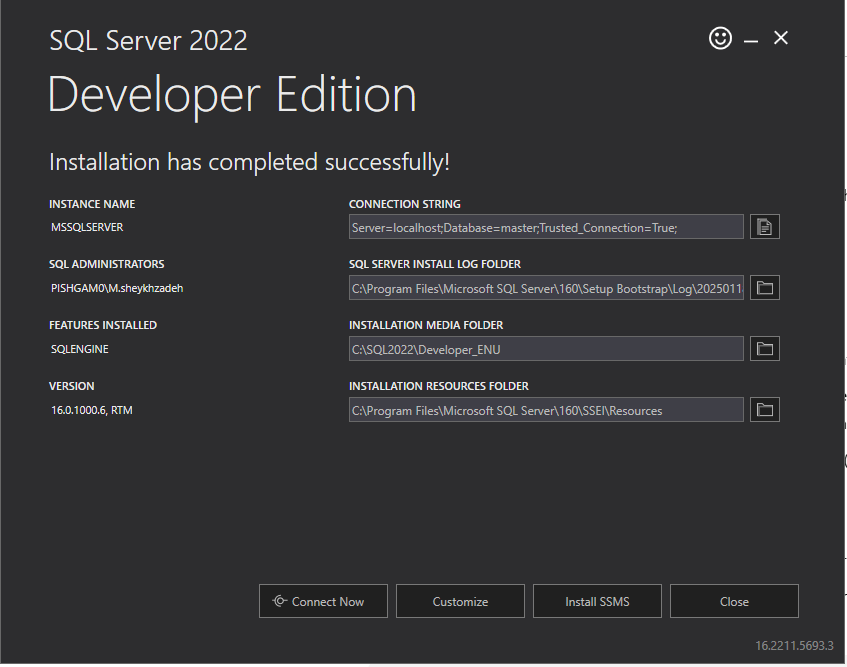 SQL Server 2022
Developer Edition
Installation has completed successfully!
INSTANCE NAME
MSSQLSERVER
CONNECTION STRING
Server=localhost;Database=master;Trusted_Connection=True;
SQL ADMINISTRATORS
PISHGAM0\M.sheykhzadeh
SQL SERVER INSTALL LOG FOLDER
C:\Program Files\Microsoft SQL Server\160\Setup Bootstrap\Log\2025011
FEATURES INSTALLED
SQLENGINE
INSTALLATION MEDIA FOLDER
C:\SQL2022\Developer_ENU
VERSION
16.0.1000.6, RTM
INSTALLATION RESOURCES FOLDER
C:\Program Files\Microsoft SQL Server\160\SSEI\Resources
Connect Now
Customize
Install SSMS
Close
16.2211.5693.3